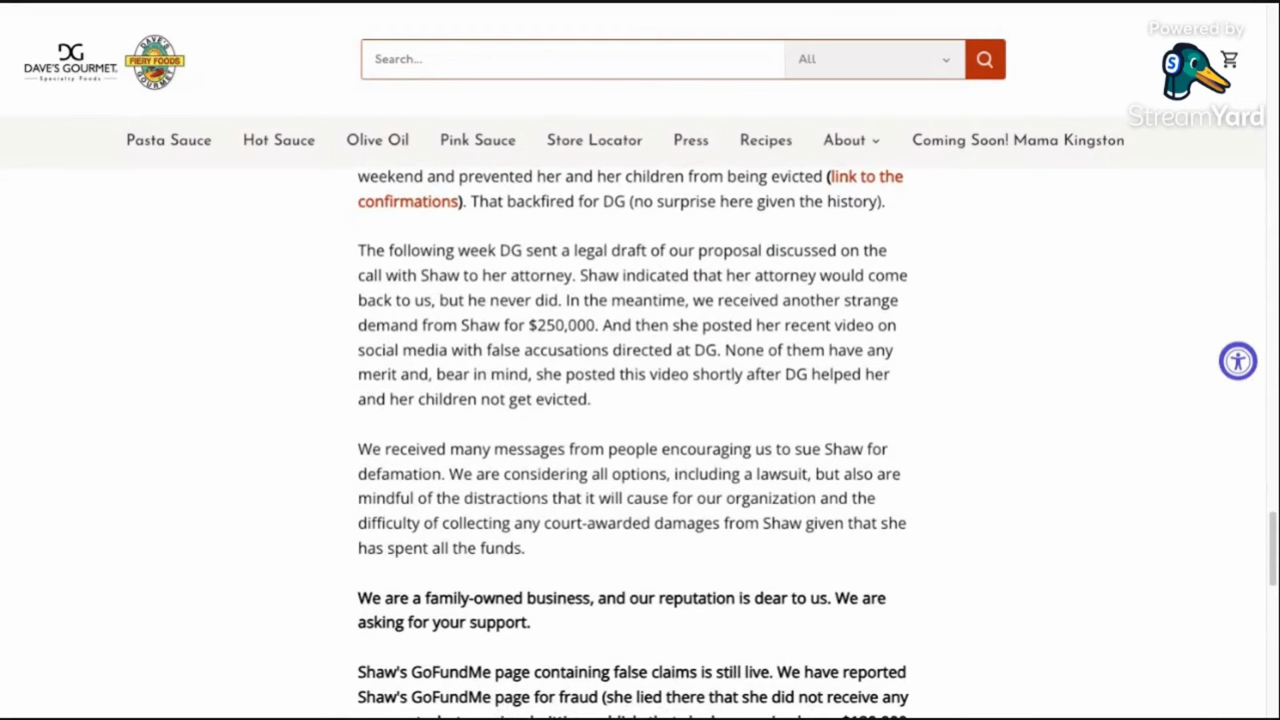 Powered by
StreamYard
DG
DAVE'S GOURMET
Specialty Foods
DAVE'S
FIERY FOODS
GOURMET
Search...
All
Pasta Sauce
Hot Sauce
Olive Oil
Pink Sauce
Store Locator
Press
Recipes
About
Coming Soon! Mama Kingston
weekend and prevented her and her children from being evicted (link to the
confirmations). That backfired for DG (no surprise here given the history).
The following week DG sent a legal draft of our proposal discussed on the
call with Shaw to her attorney. Shaw indicated that her attorney would come
back to us, but he never did. In the meantime, we received another strange
demand from Shaw for $250,000. And then she posted her recent video on
social media with false accusations directed at DG. None of them have any
merit and, bear in mind, she posted this video shortly after DG helped her
and her children not get evicted.
We received many messages from people encouraging us to sue Shaw for
defamation. We are considering all options, including a lawsuit, but also are
mindful of the distractions that it will cause for our organization and the
difficulty of collecting any court-awarded damages from Shaw given that she
has spent all the funds.
We are a family-owned business, and our reputation is dear to us. We are
asking for your support.
Shaw's GoFundMe page containing false claims is still live. We have reported
Shaw's GoFundMe page for fraud (she lied there that she did not receive any